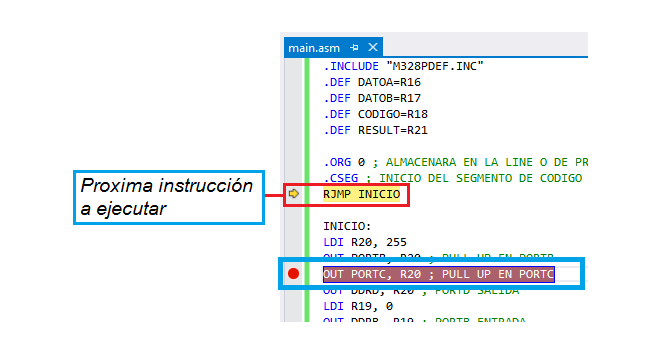 main.asm
.INCLUDE "M328PDEF.INC"
.DEF DATOA=R16
.DEF DATOB=R17
.DEF CODIGO=R18
.DEF RESULT=R21
.ORG 0 ; ALMACENARA EN LA LINE O DE PR
.CSEG ; INICIO DEL SEGMENTO DE CODIGO
Proxima instrucción
a ejecutar
RJMP INICIO
INICIO:
LDI R20, 255
OUT PORTB, R20 ; PULL UP EN PORTB
OUT PORTC, R20 ; PULL UP EN PORTC
OUT DDRD, R20 ; PORTD SALIDA
LDI R19, 0
OUT DDRB, R19 ; PORTB ENTRADA